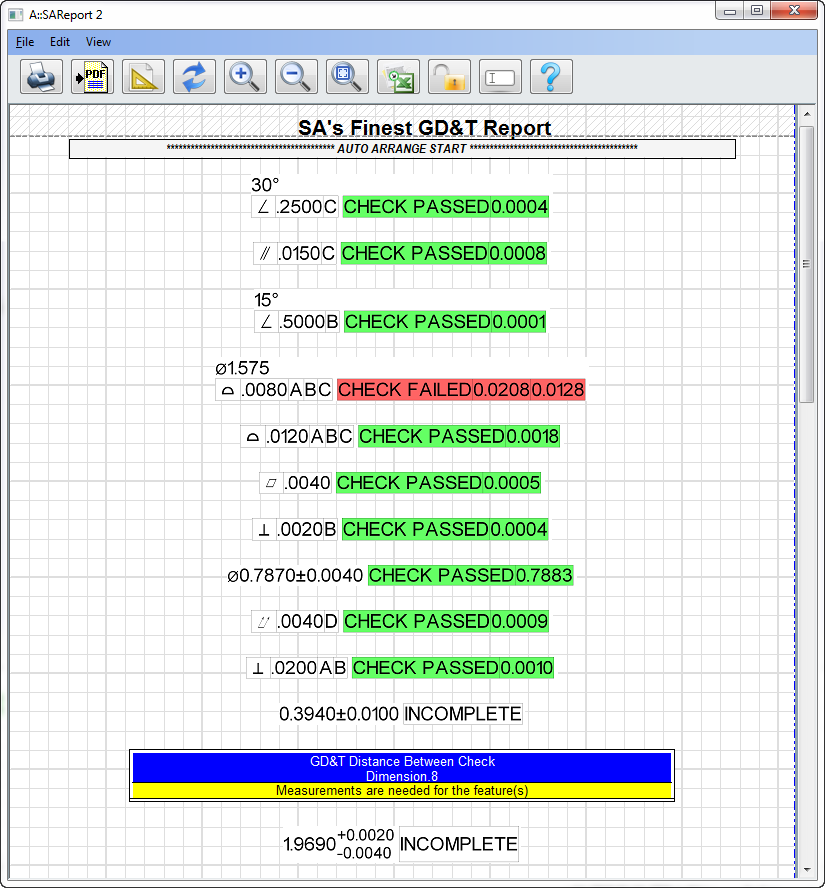 A::SAReport 2
File Edit View
PDF
SA's Finest GD&T Report
****************************************** AUTO ARRANGE START ******************************************
30°
∠ .2500 C CHECK PASSED 0.0004
⫽ .0150 C CHECK PASSED 0.0008
15°
∠ .5000 B CHECK PASSED 0.0001
⌀1.575
⌓ .0080 A B C CHECK FAILED 0.0208 0.0128
⌓ .0120 A B C CHECK PASSED 0.0018
⏥ .0040 CHECK PASSED 0.0005
⟂ .0020 B CHECK PASSED 0.0004
⌀0.7870±0.0040 CHECK PASSED 0.7883
⌰ .0040 D CHECK PASSED 0.0009
⟂ .0200 A B CHECK PASSED 0.0010
0.3940±0.0100 INCOMPLETE
GD&T Distance Between Check
Dimension.8
Measurements are needed for the feature(s)
1.9690 +0.0020 -0.0040 INCOMPLETE